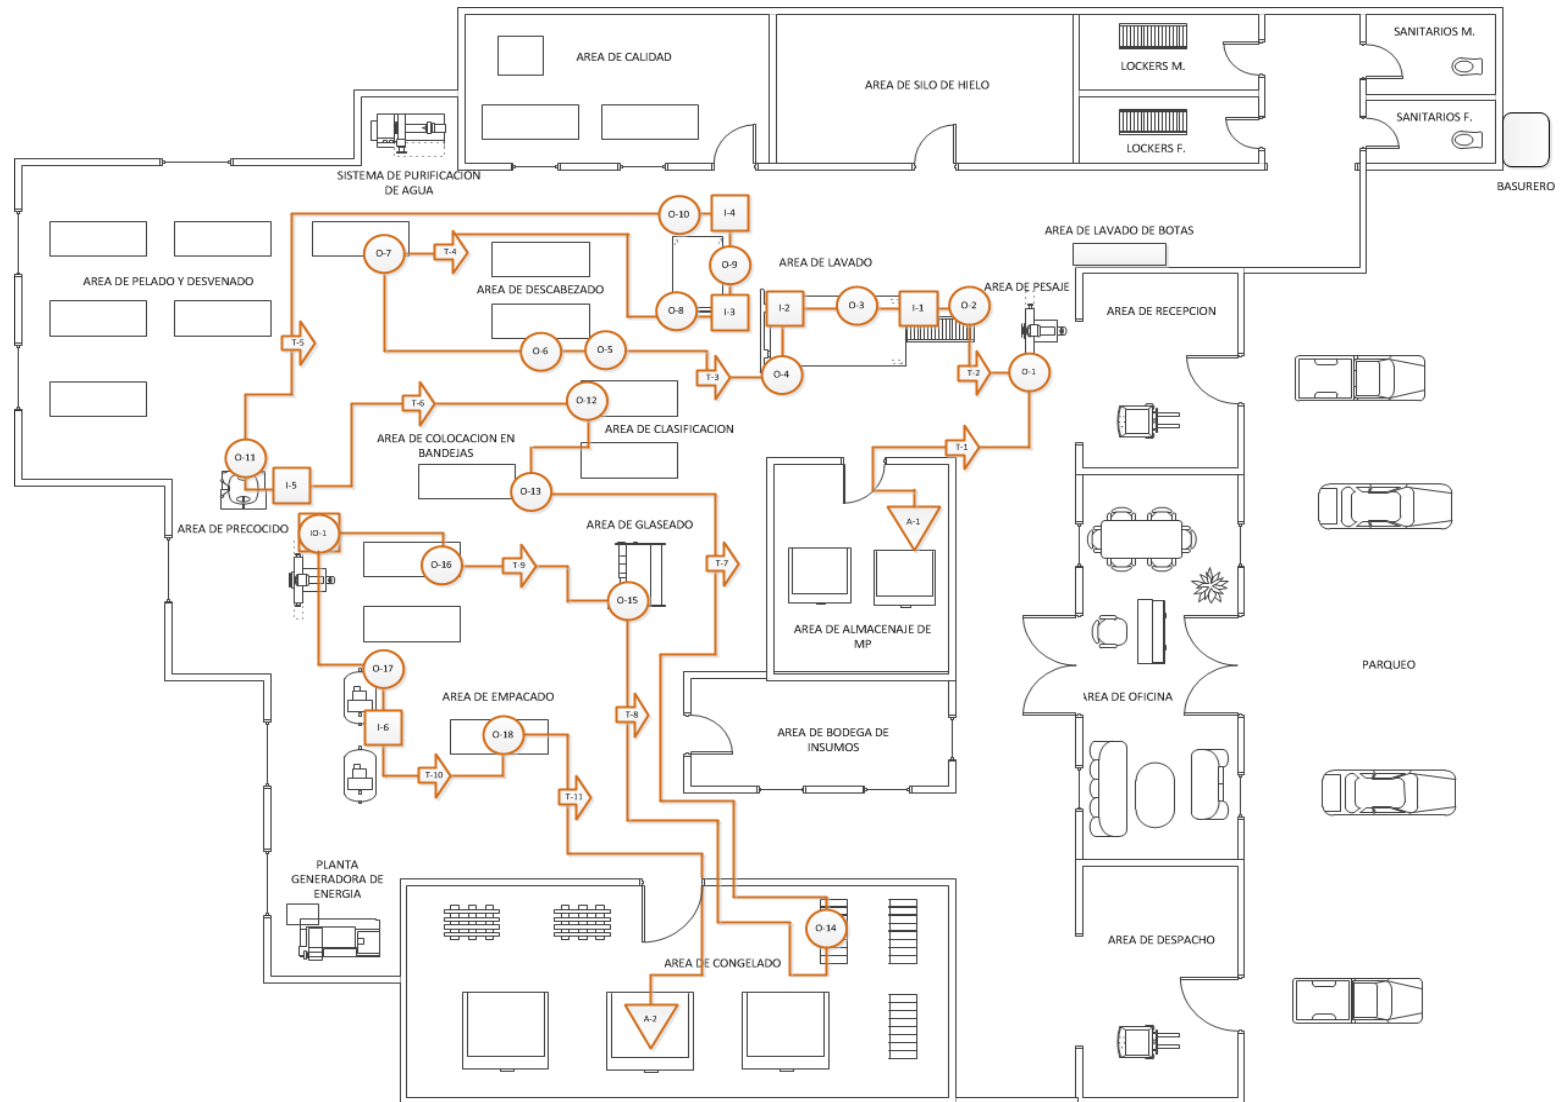 SANITARIOS M.
AREA DE CALIDAD
LOCKERS M.
AREA DE SILO DE HIELO
SANITARIOS F.
LOCKERS F.
SISTEMA DE PURIFICACION
DE AGUA
BASURERO
O-10
I-4
AREA DE LAVADO DE BOTAS
O-7
T-4
O-9
AREA DE LAVADO
AREA DE PELADO Y DESVENADO
AREA DE DESCABEZADO
AREA DE PESAJE
O-8
I-3
I-2
O-3
I-1
O-2
AREA DE RECEPCION
T-5
O-6
O-5
T-3
O-4
T-2
O-1
T-6
O-12
AREA DE COLOCACION EN
BANDEJAS
AREA DE CLASIFICACION
T-1
O-11
I-5
O-13
AREA DE PRECOCIDO
IO-1
AREA DE GLASEADO
A-1
O-16
T-9
T-7
O-15
AREA DE ALMACENAJE DE
MP
O-17
PARQUEO
AREA DE EMPACADO
AREA DE OFICINA
T-8
I-6
O-18
AREA DE BODEGA DE
INSUMOS
T-10
T-11
PLANTA
GENERADORA DE
ENERGIA
O-14
AREA DE DESPACHO
AREA DE CONGELADO
A-2